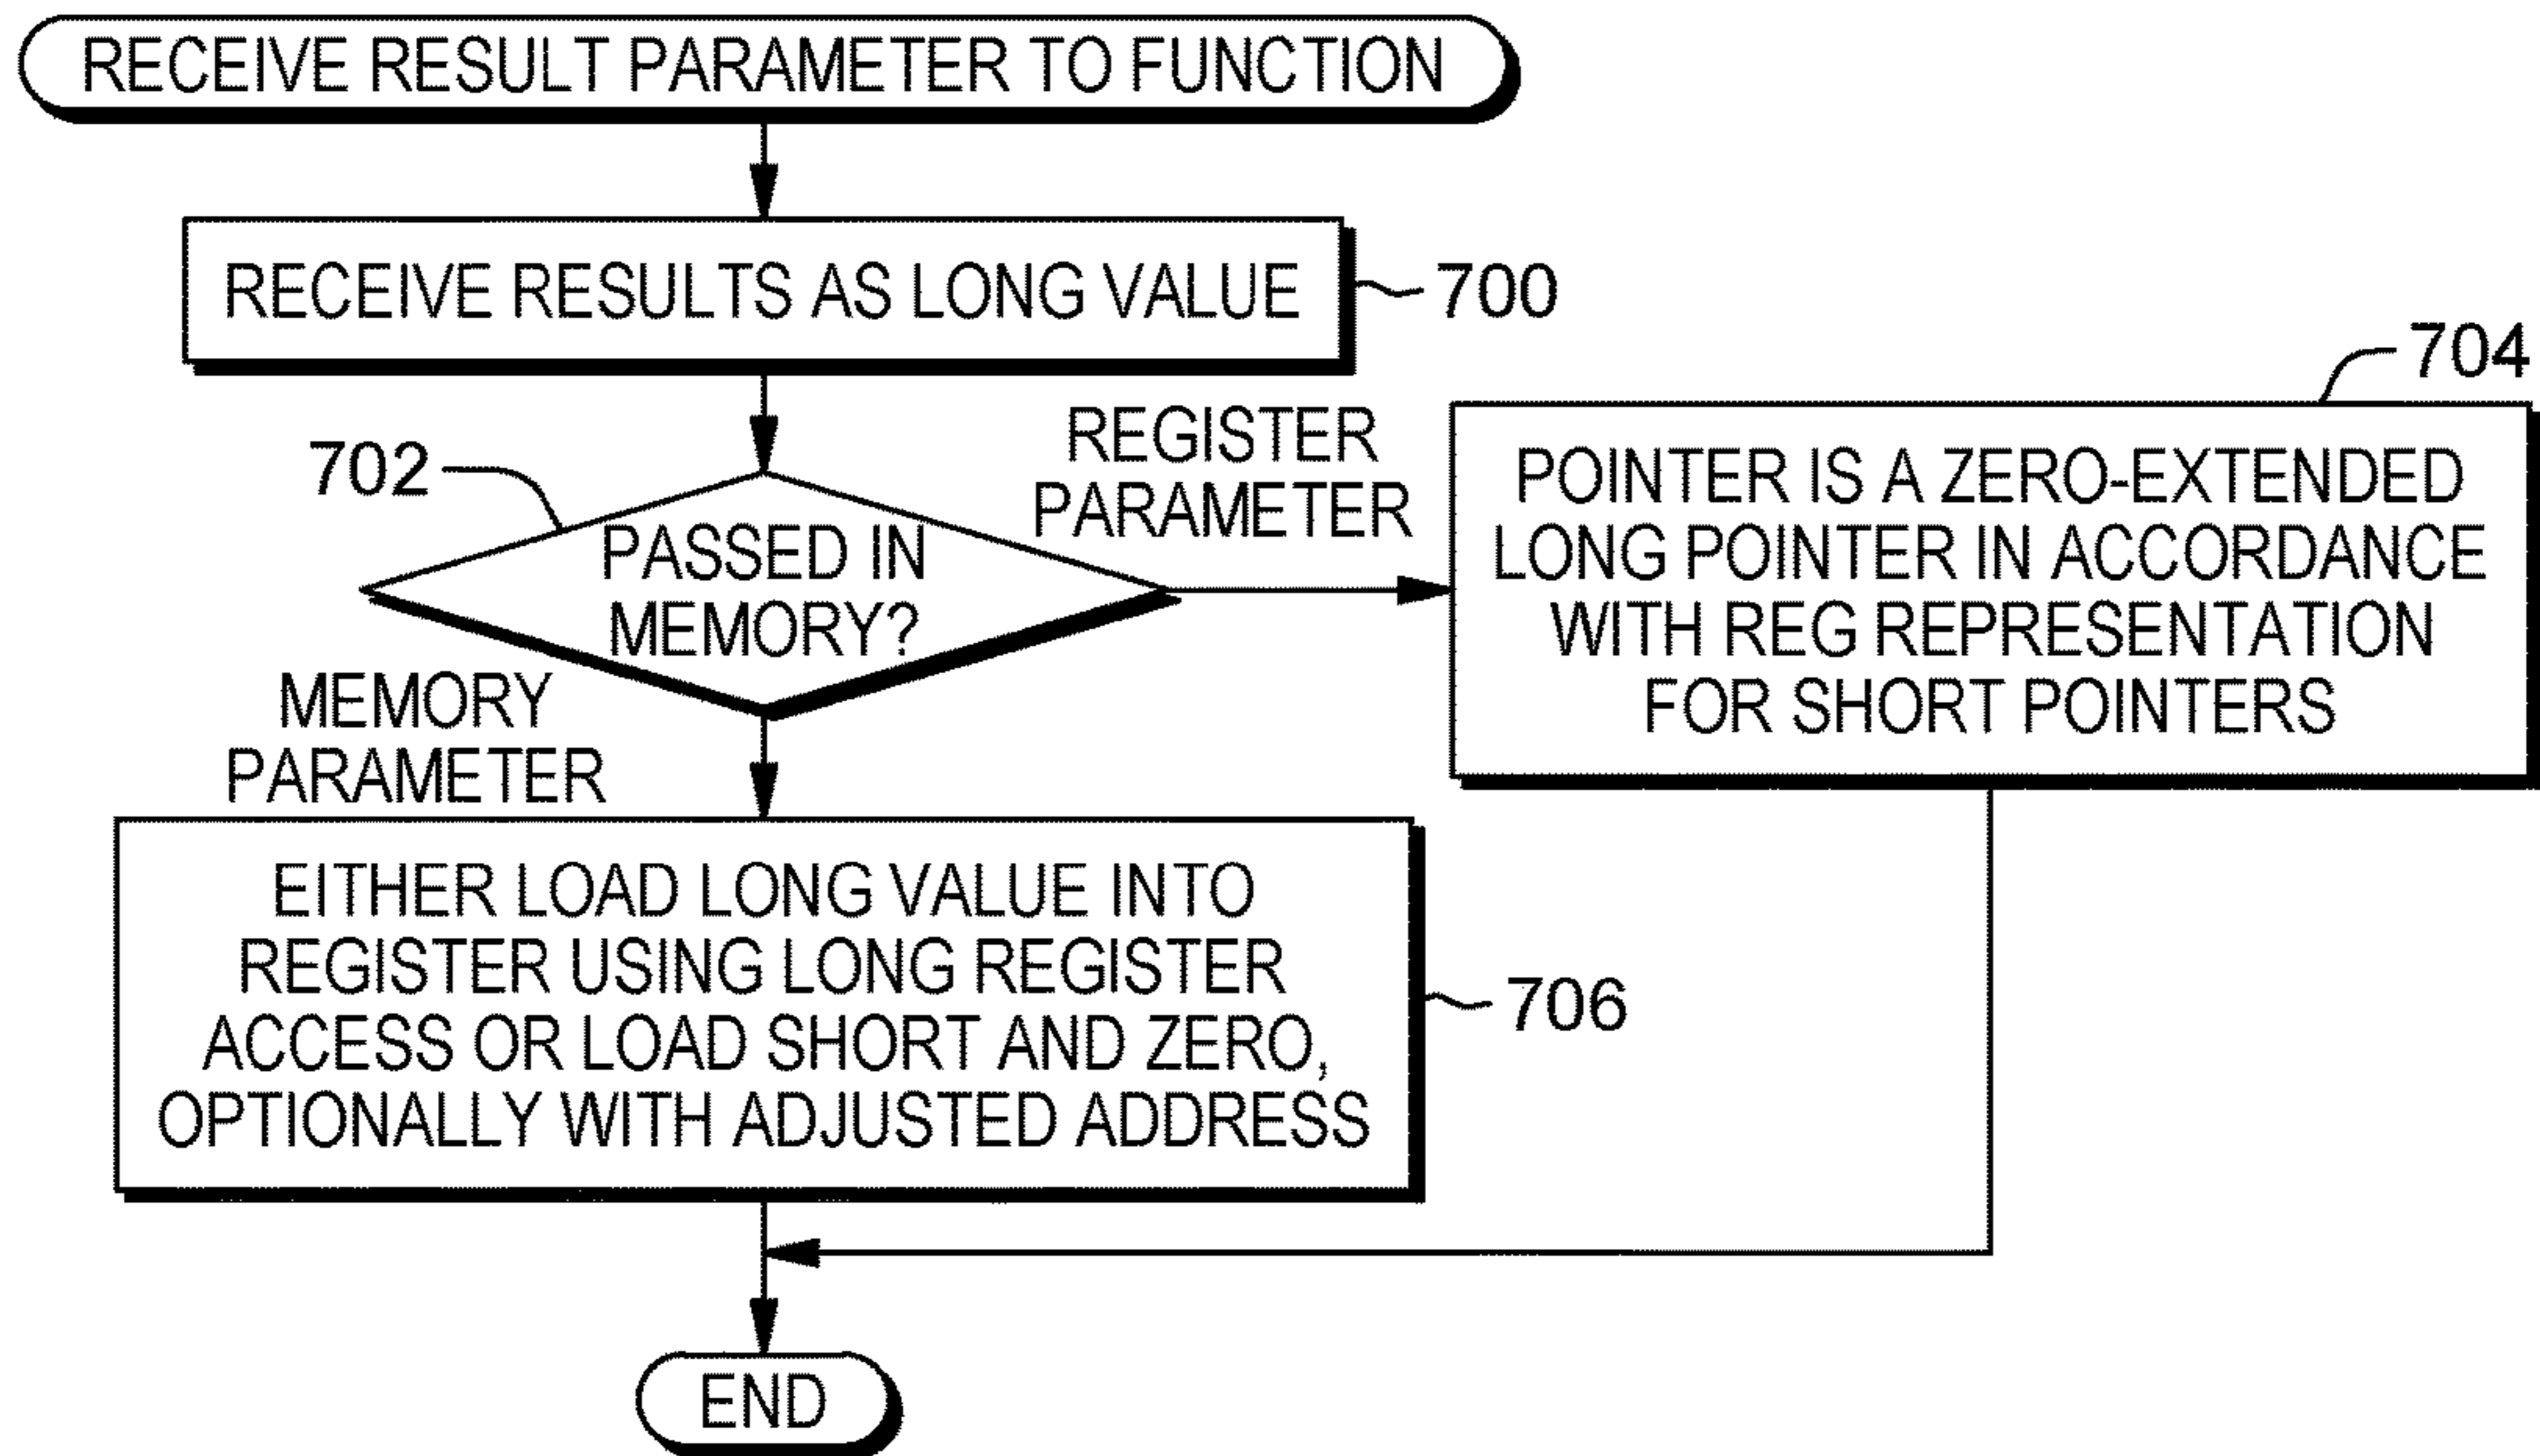 RECEIVE RESULT PARAMETER TO FUNCTION
RECEIVE RESULTS AS LONG VALUE
700
702
PASSED IN
MEMORY?
REGISTER
PARAMETER
704
POINTER IS A ZERO-EXTENDED
LONG POINTER IN ACCORDANCE
WITH REG REPRESENTATION
FOR SHORT POINTERS
MEMORY
PARAMETER
EITHER LOAD LONG VALUE INTO
REGISTER USING LONG REGISTER
ACCESS OR LOAD SHORT AND ZERO,
OPTIONALLY WITH ADJUSTED ADDRESS
706
END